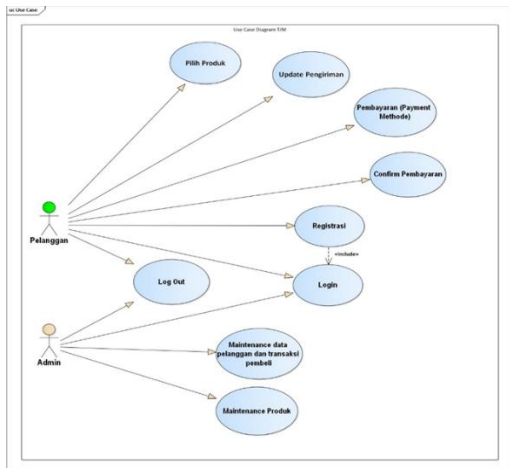 uc Use Case
Use Case Diagram TJM
Pilih Produk
Update Pengiriman
Pembayaran (Payment
Methode)
Confirm Pembayaran
Pelanggan
Registrasi
«include»
Log Out
Login
Admin
Maintenance data
pelanggan dan transaksi
pembeli
Maintenance Produk